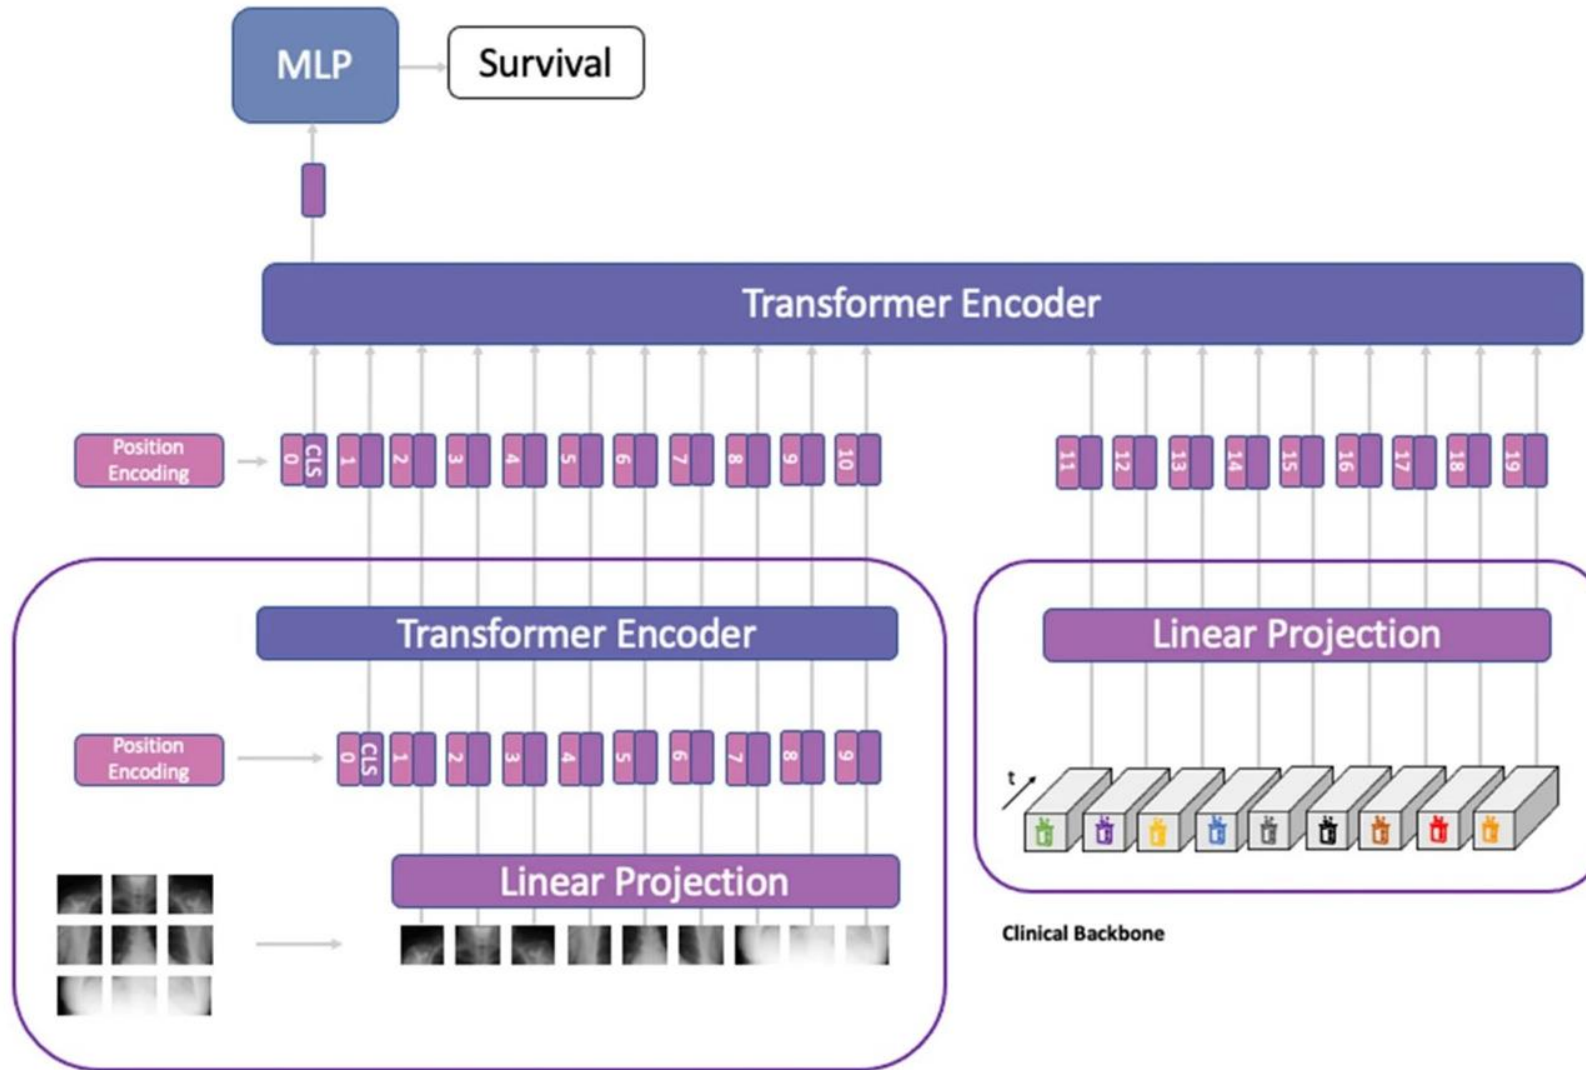 MLP
Survival
Transformer Encoder
Position
Encoding
0 CLS 1 2 3 4 5 6 7 8 9 10 11 12 13 14 15 16 17 18 19
Transformer Encoder
Linear Projection
Position
Encoding
0 CLS 1 2 3 4 5 6 7 8 9
t
Linear Projection
Clinical Backbone